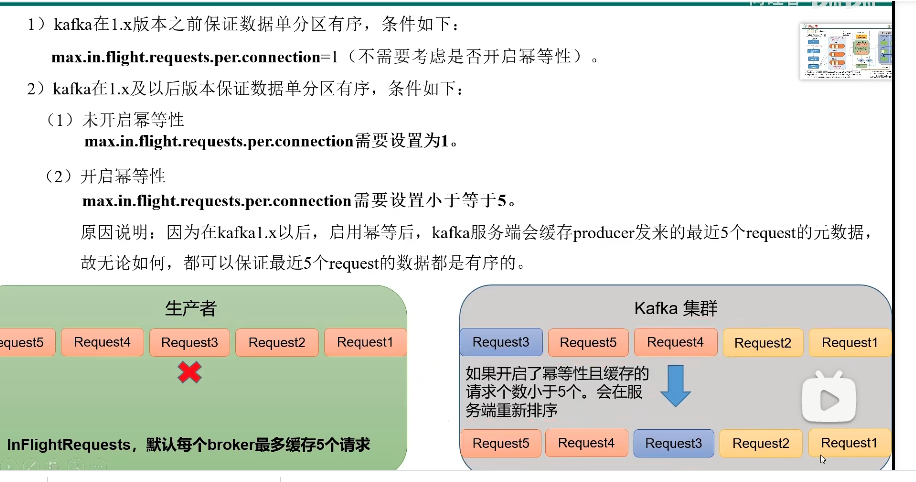 1）kafka在1.x版本之前保证数据单分区有序，条件如下：
max.in.flight.requests.per.connection=1（不需要考虑是否开启幂等性）。
2）kafka在1.x及以后版本保证数据单分区有序，条件如下：
（1）未开启幂等性
max.in.flight.requests.per.connection需要设置为1。
（2）开启幂等性
max.in.flight.requests.per.connection需要设置小于等于5。
原因说明：因为在kafka1.x以后，启用幂等后，kafka服务端会缓存producer发来的最近5个request的元数据，
故无论如何，都可以保证最近5个request的数据都是有序的。
生产者
equest5 Request4 Request3 Request2 Request1
InFlightRequests，默认每个broker最多缓存5个请求
Kafka 集群
Request3 Request5 Request4 Request2 Request1
如果开启了幂等性且缓存的
请求个数小于5个。会在服
务端重新排序
Request5 Request4 Request3 Request2 Request1